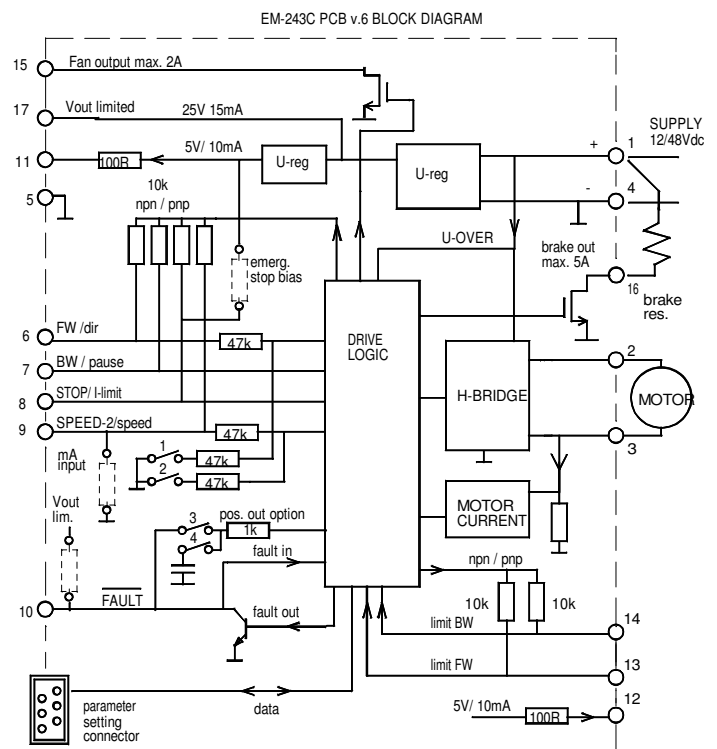 EM-243C PCB v.6 BLOCK DIAGRAM
15 Fan output max. 2A
17 Vout limited 25V 15mA
11 100R 5V/ 10mA U-reg U-reg + 1 SUPPLY
12/48Vdc
5 10k - 4
npn / pnp
U-OVER
emerg.
stop bias
brake out
max. 5A
16
brake
res.
6 FW /dir 47k
DRIVE
LOGIC
7 BW / pause
2
8 STOP/ I-limit
H-BRIDGE
MOTOR
9 SPEED-2/speed 47k
3
mA
input
1 47k
2 47k
MOTOR
CURRENT
Vout
lim.
3 pos. out option
4 1k
fault in
npn / pnp
10 FAULT
10k 10k
fault out
limit BW 14
limit FW 13
parameter
setting
connector
data
5V/ 10mA 100R 12